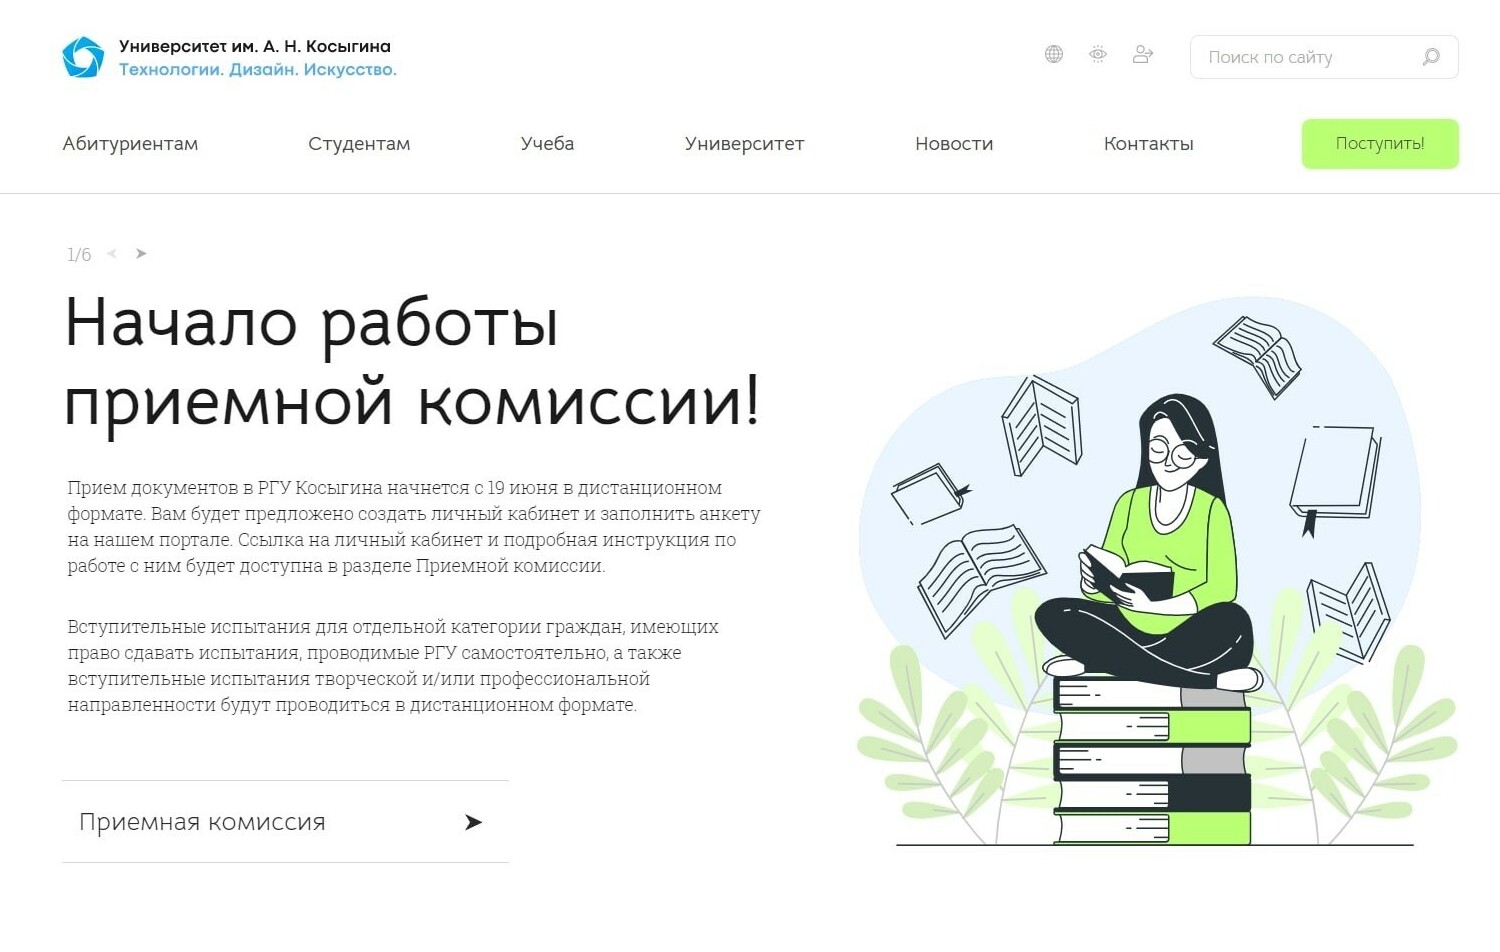 Университет им. А. Н. Косыгина
Технологии. Дизайн. Искусство.
Поиск по сайту
Абитуриентам
Студентам
Учеба
Университет
Новости
Контакты
Поступить!
1/6
Начало работы
приемной комиссии!
Прием документов в РГУ Косыгина начнется с 19 июня в дистанционном
формате. Вам будет предложено создать личный кабинет и заполнить анкету
на нашем портале. Ссылка на личный кабинет и подробная инструкция по
работе с ним будет доступна в разделе Приемной комиссии.
Вступительные испытания для отдельной категории граждан, имеющих
право сдавать испытания, проводимые РГУ самостоятельно, а также
вступительные испытания творческой и/или профессиональной
направленности будут проводиться в дистанционном формате.
Приемная комиссия